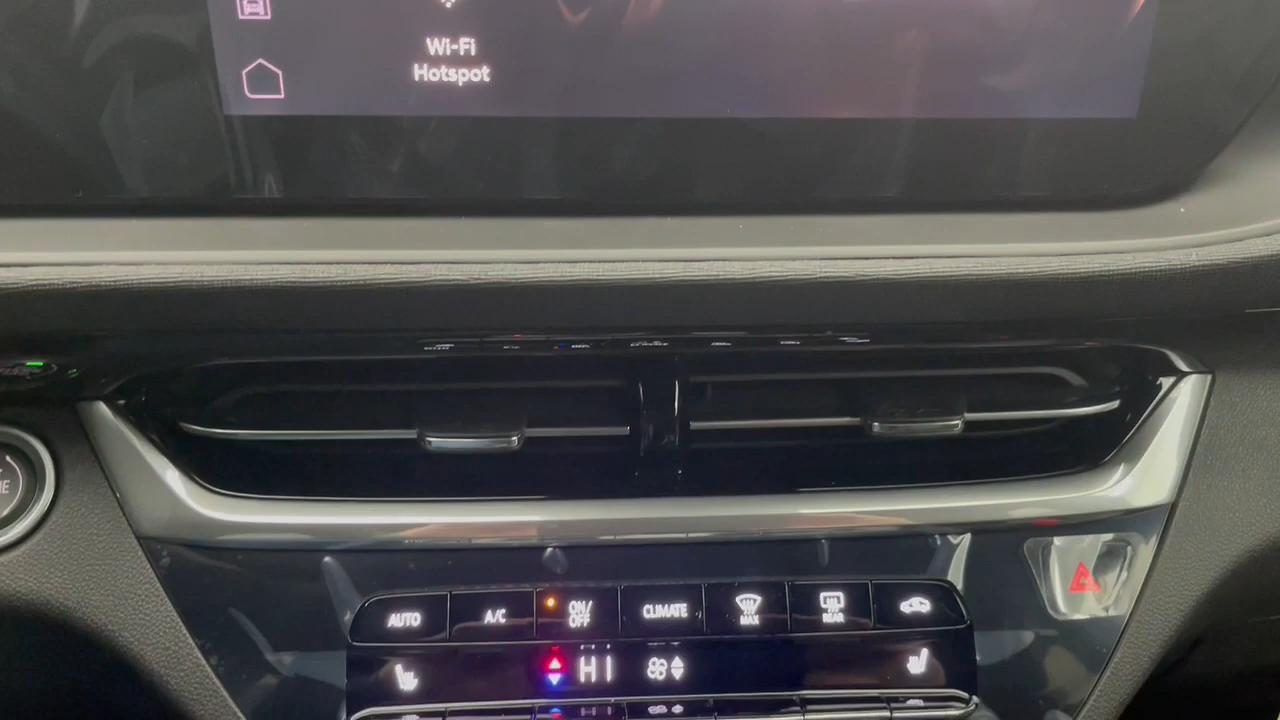 Wi-Fi
Hotspot
AUTO
A/C
ON/
OFF
CLIMATE
MAX
REAR
HI